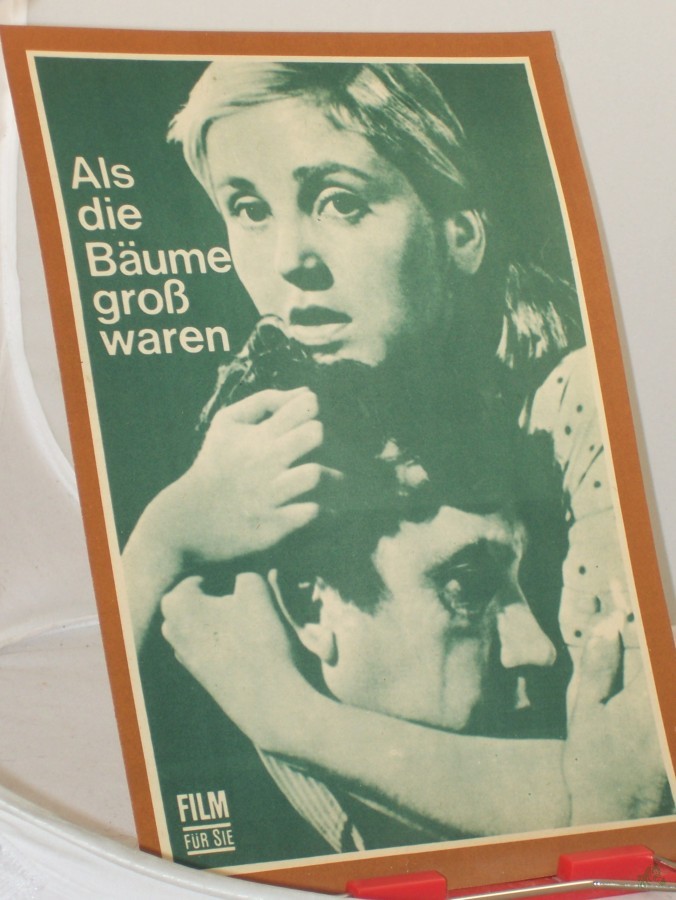 Als
die
Bäume
groß
waren
FILM
FÜR SIE